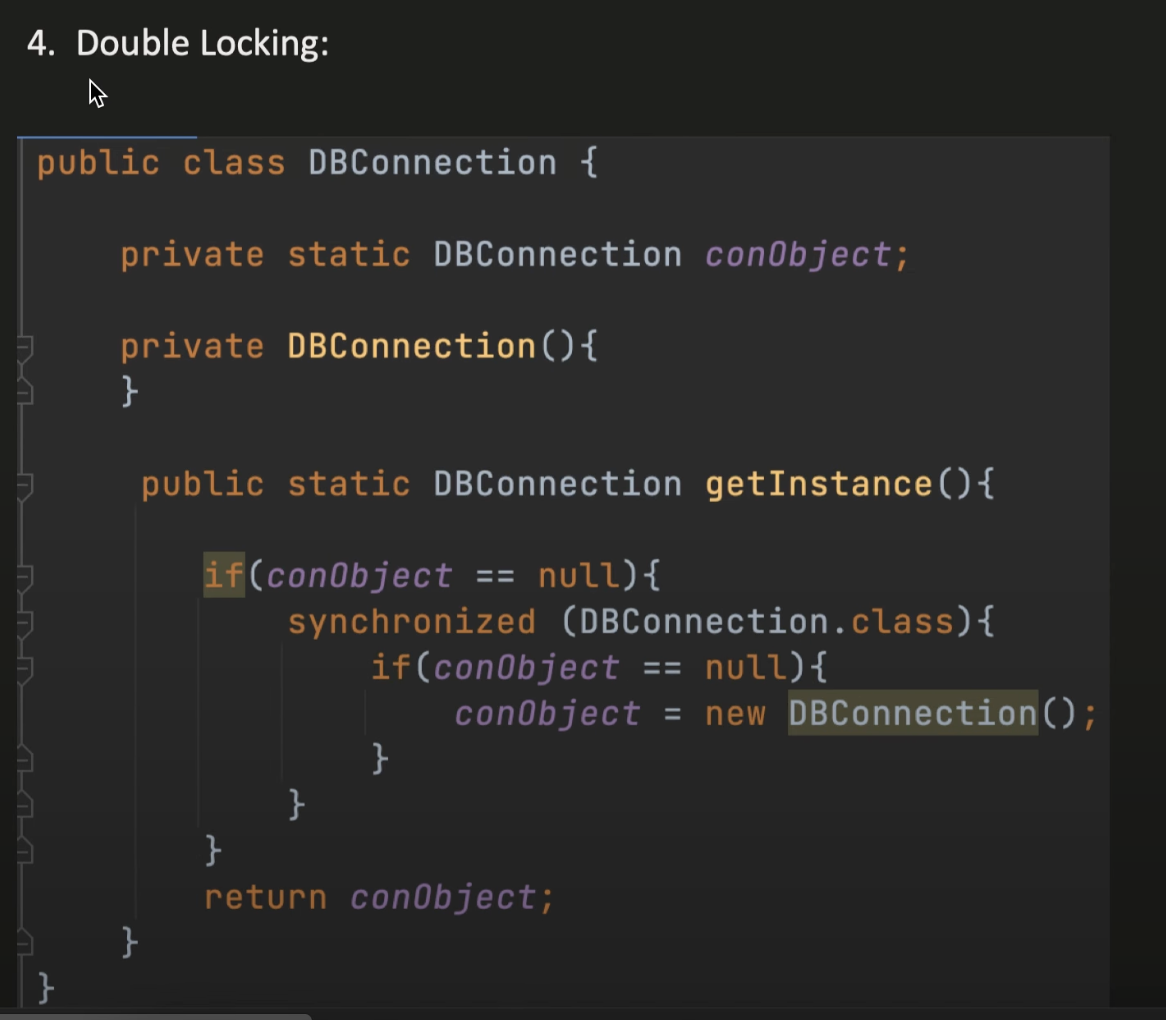 4. Double Locking:
public class DBConnection {
private static DBConnection conObject;
private DBConnection(){
}
public static DBConnection getInstance(){
if(conObject == null){
synchronized (DBConnection.class){
if(conObject == null){
conObject = new DBConnection();
}
}
}
return conObject;
}
}